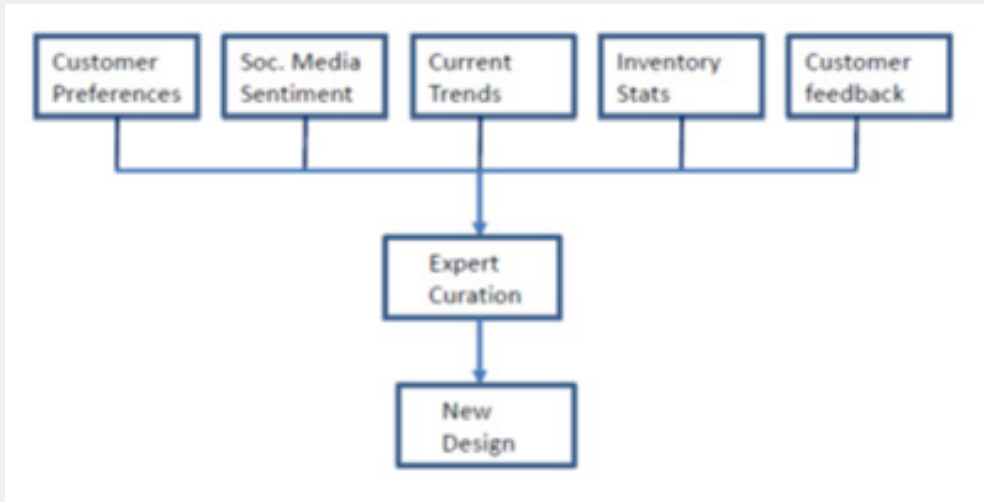 Customer
Preferences
Soc. Media
Sentiment
Current
Trends
Inventory
Stats
Customer
feedback
Expert
Curation
New
Design